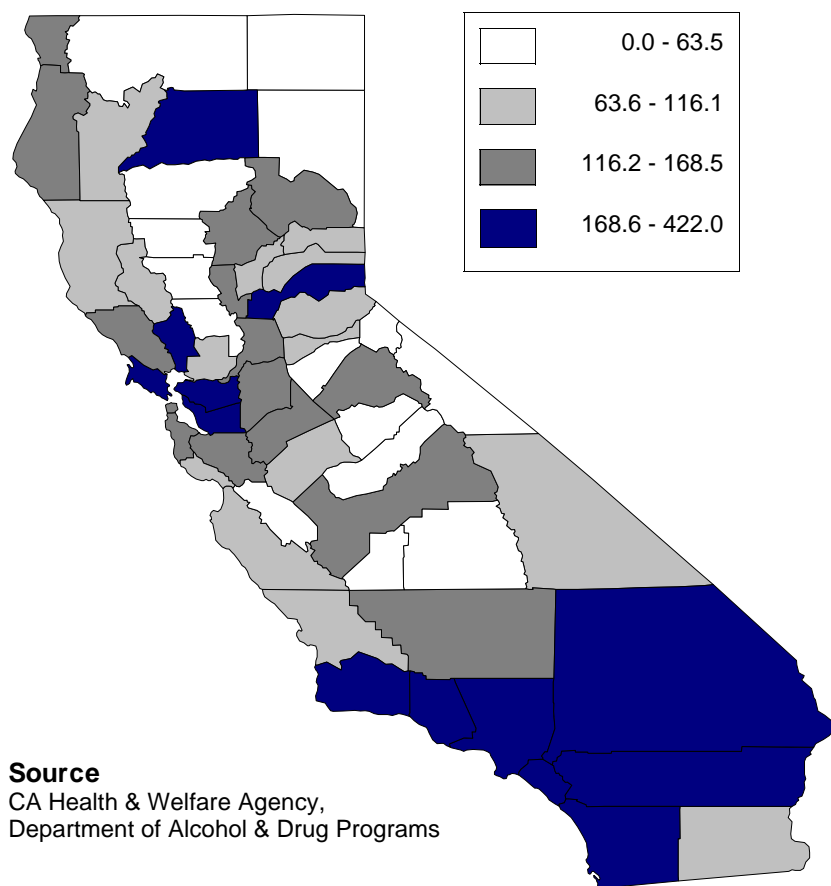 0.0 - 63.5
63.6 - 116.1
116.2 - 168.5
168.6 - 422.0
Source
CA Health & Welfare Agency,
Department of Alcohol & Drug Programs